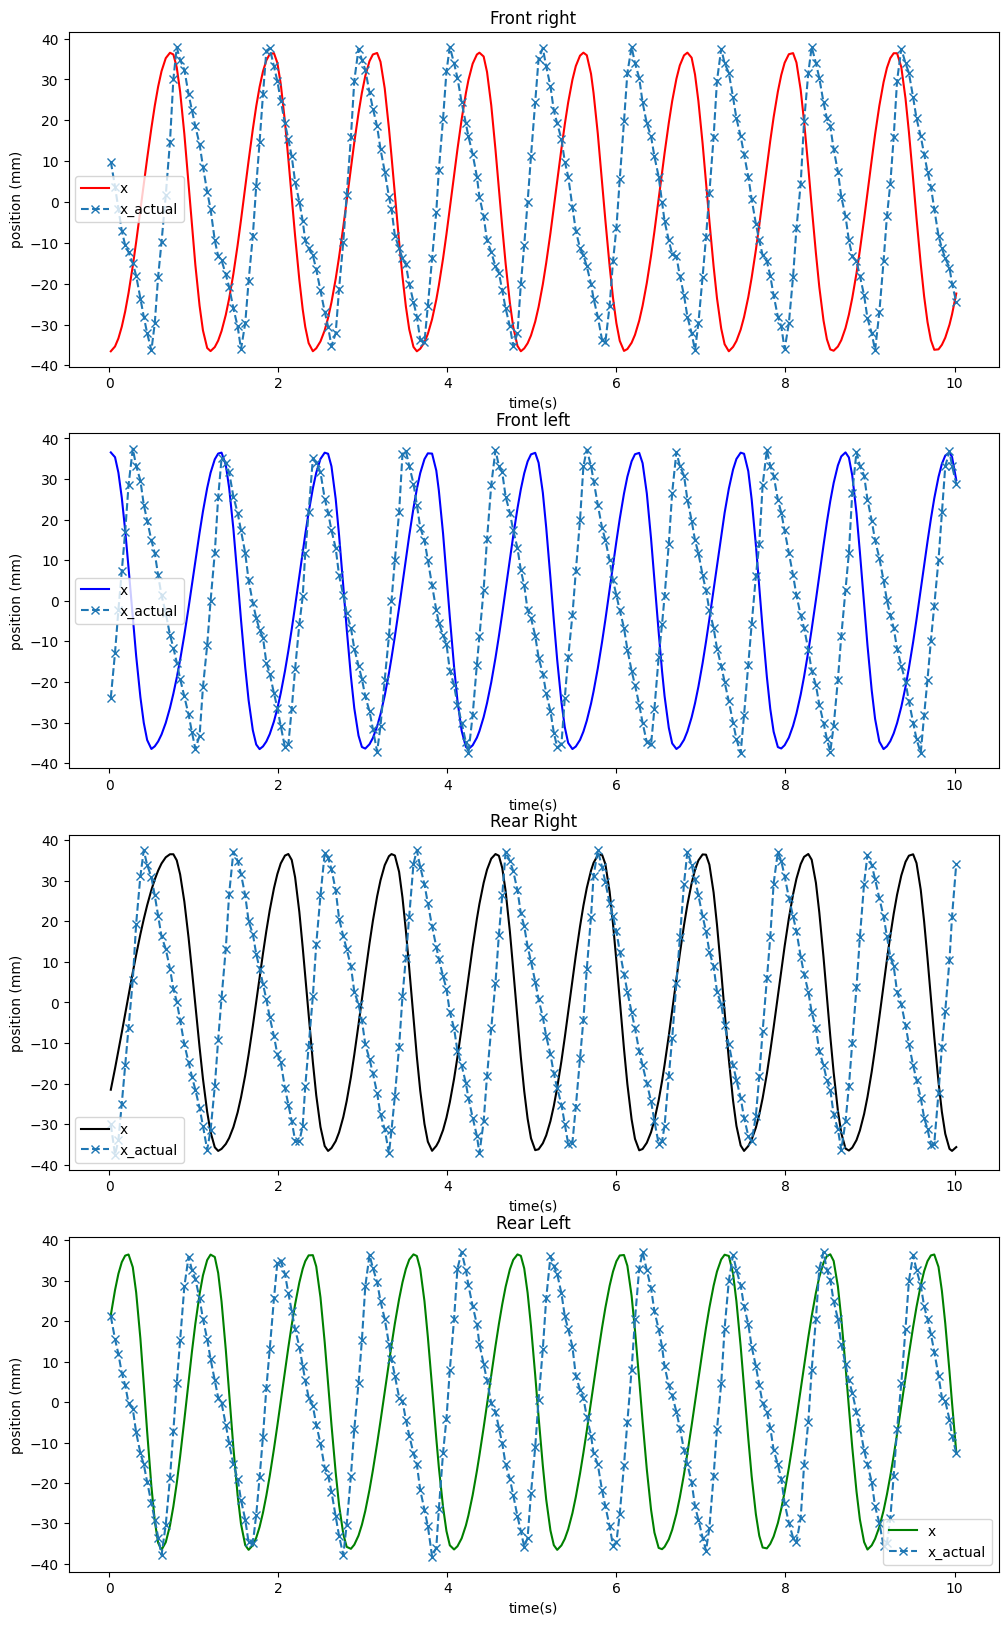 Front right
40
30
20
10
0
−10
−20
−30
−40
position (mm)
x
x_actual
0 2 4 6 8 10
time(s)
Front left
40
30
20
10
0
−10
−20
−30
−40
position (mm)
x
x_actual
0 2 4 6 8 10
time(s)
Rear Right
40
30
20
10
0
−10
−20
−30
−40
position (mm)
x
x_actual
0 2 4 6 8 10
time(s)
Rear Left
40
30
20
10
0
−10
−20
−30
−40
position (mm)
x
x_actual
0 2 4 6 8 10
time(s)